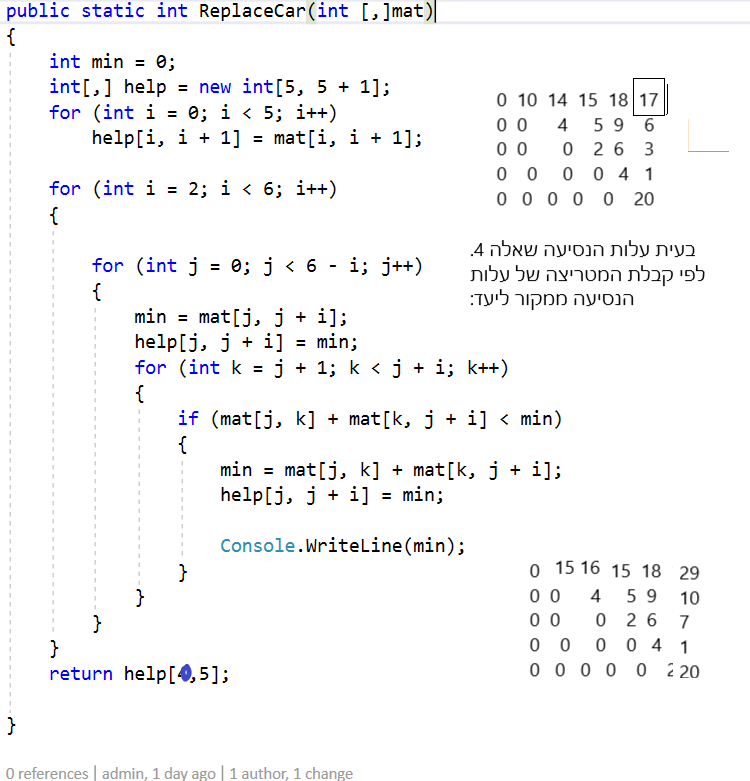 public static int ReplaceCar(int [,]mat)
{
int min = 0;
int[,] help = new int[5, 5 + 1];
for (int i = 0; i < 5; i++)
help[i, i + 1] = mat[i, i + 1];
for (int i = 2; i < 6; i++)
{
for (int j = 0; j < 6 - i; j++)
{
min = mat[j, j + i];
help[j, j + i] = min;
for (int k = j + 1; k < j + i; k++)
{
if (mat[j, k] + mat[k, j + i] < min)
{
min = mat[j, k] + mat[k, j + i];
help[j, j + i] = min;
Console.WriteLine(min);
}
}
}
}
return help[0,5];
}
0 references | admin, 1 day ago | 1 author, 1 change
0 10 14 15 18 17
0 0 4 5 9 6
0 0 0 2 6 3
0 0 0 0 4 1
0 0 0 0 0 20
בעית עלות הנסיעה שאלה 4.
לפי קבלת המטריצה של עלות
הנסיעה ממקור ליעד:
0 15 16 15 18 29
0 0 4 5 9 10
0 0 0 2 6 7
0 0 0 0 4 1
0 0 0 0 0 20